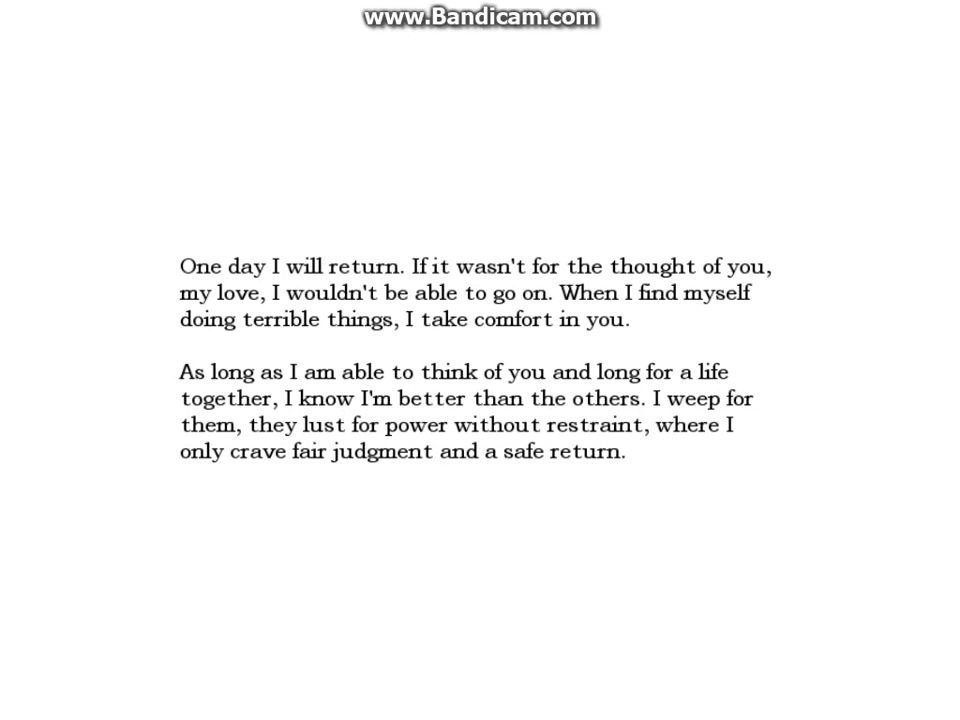 www.Bandicam.com
One day I will return. If it wasn't for the thought of you,
my love, I wouldn't be able to go on. When I find myself
doing terrible things, I take comfort in you.
As long as I am able to think of you and long for a life
together, I know I'm better than the others. I weep for
them, they lust for power without restraint, where I
only crave fair judgment and a safe return.